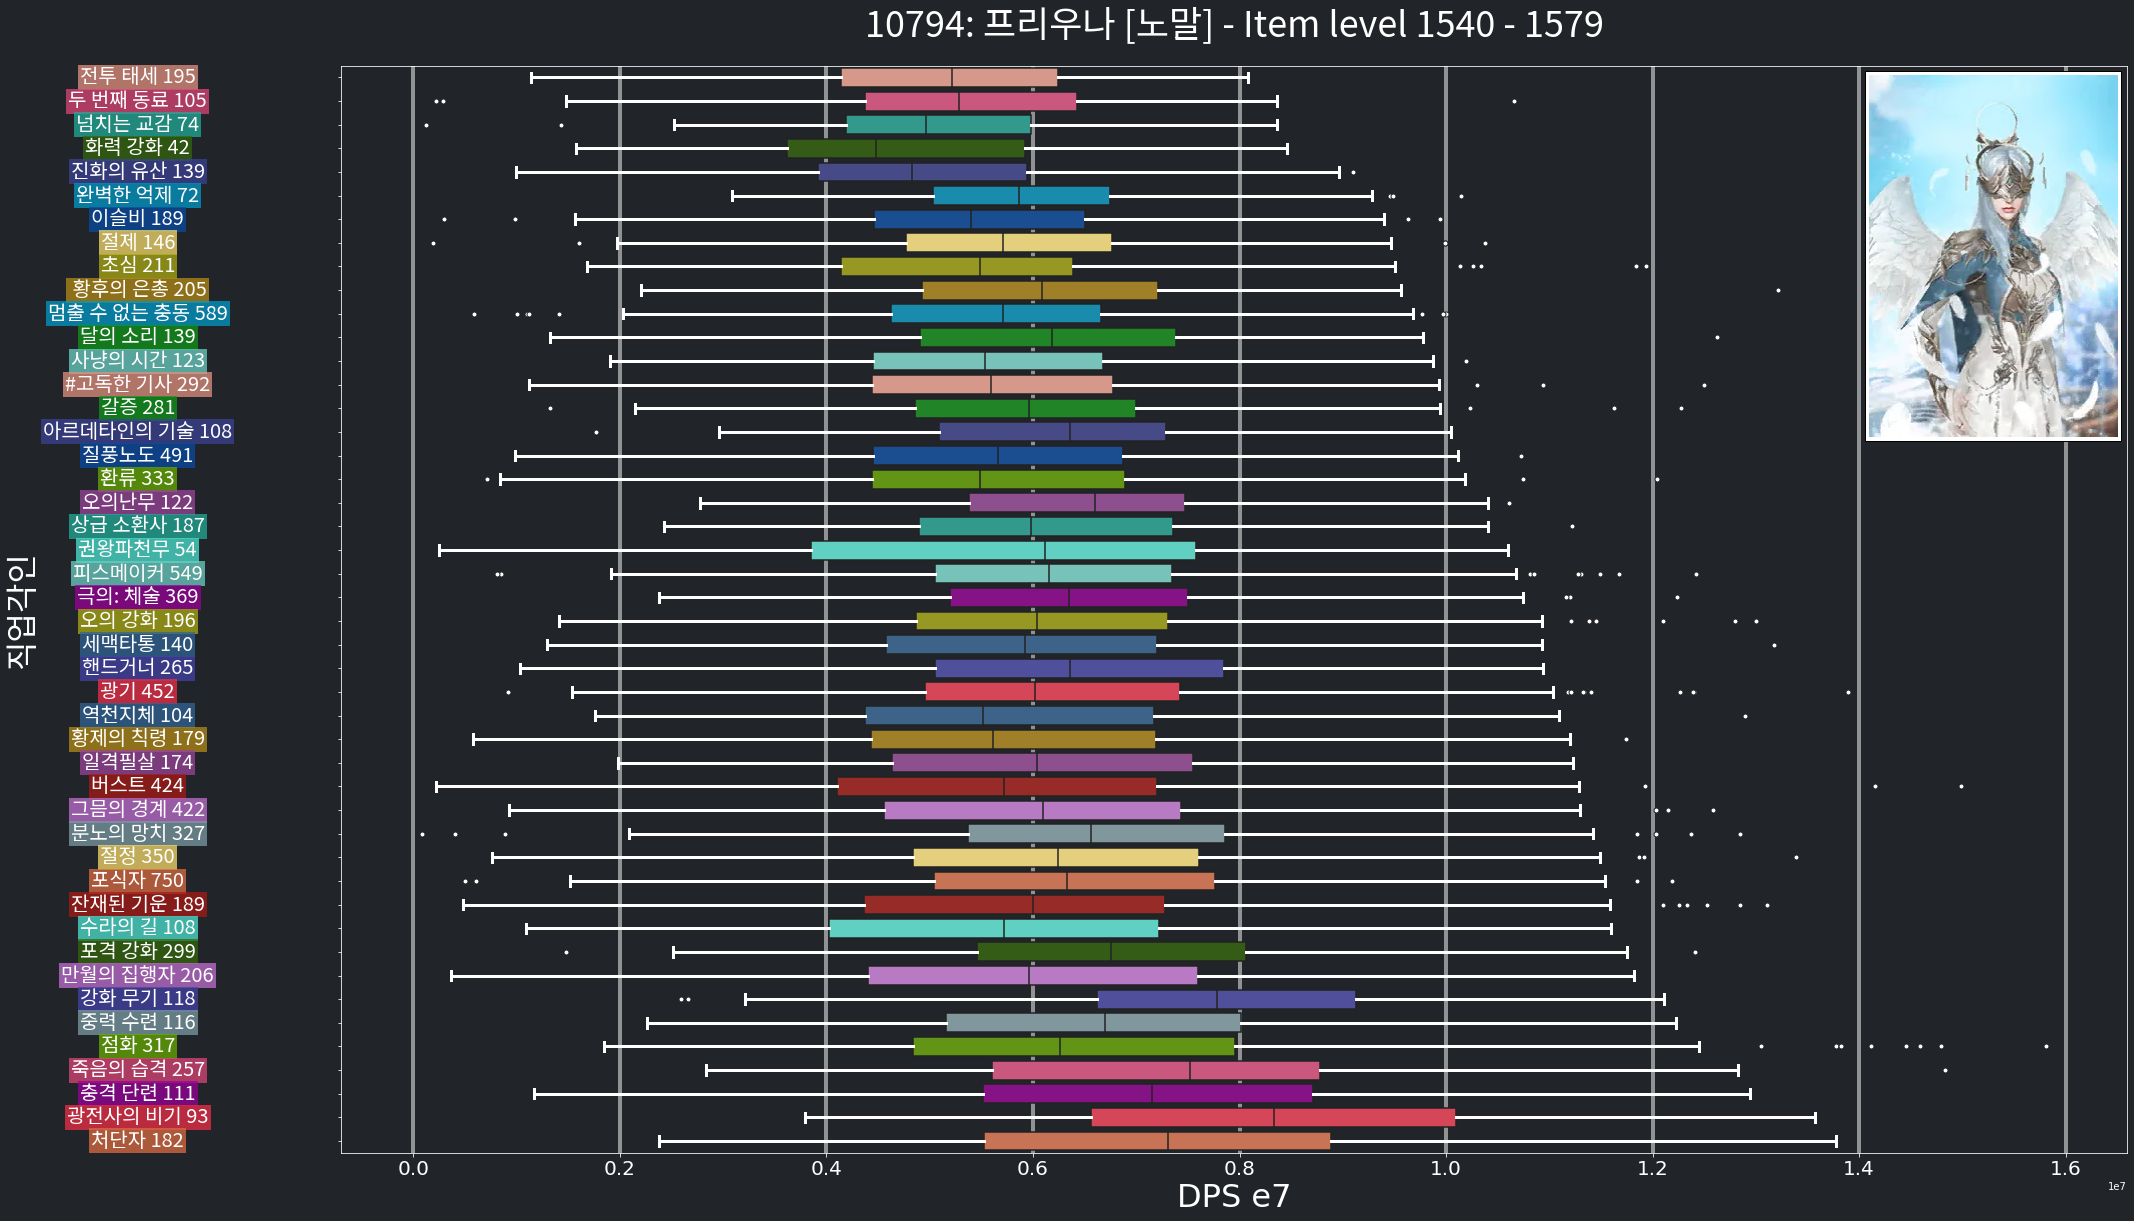 10794: 프리우나 [노말] - Item level 1540 - 1579
전투 태세 195
두 번째 동료 105
넘치는 교감 74
화력 강화 42
진화의 유산 139
완벽한 억제 72
이슬비 189
절제 146
초심 211
황후의 은총 205
멈출 수 없는 충동 589
달의 소리 139
사냥의 시간 123
#고독한 기사 292
갈증 281
아르데타인의 기술 108
질풍노도 491
환류 333
오의난무 122
상급 소환사 187
권왕파천무 54
피스메이커 549
극의: 체술 369
오의 강화 196
세맥타통 140
핸드거너 265
광기 452
역천지체 104
황제의 칙령 179
일격필살 174
버스트 424
그믐의 경계 422
분노의 망치 327
절정 350
포식자 750
잔재된 기운 189
수라의 길 108
포격 강화 299
만월의 집행자 206
강화 무기 118
중력 수련 116
점화 317
죽음의 습격 257
충격 단련 111
광전사의 비기 93
처단자 182
직업각인
0.0 0.2 0.4 0.6 0.8 1.0 1.2 1.4 1.6
1e7
DPS e7